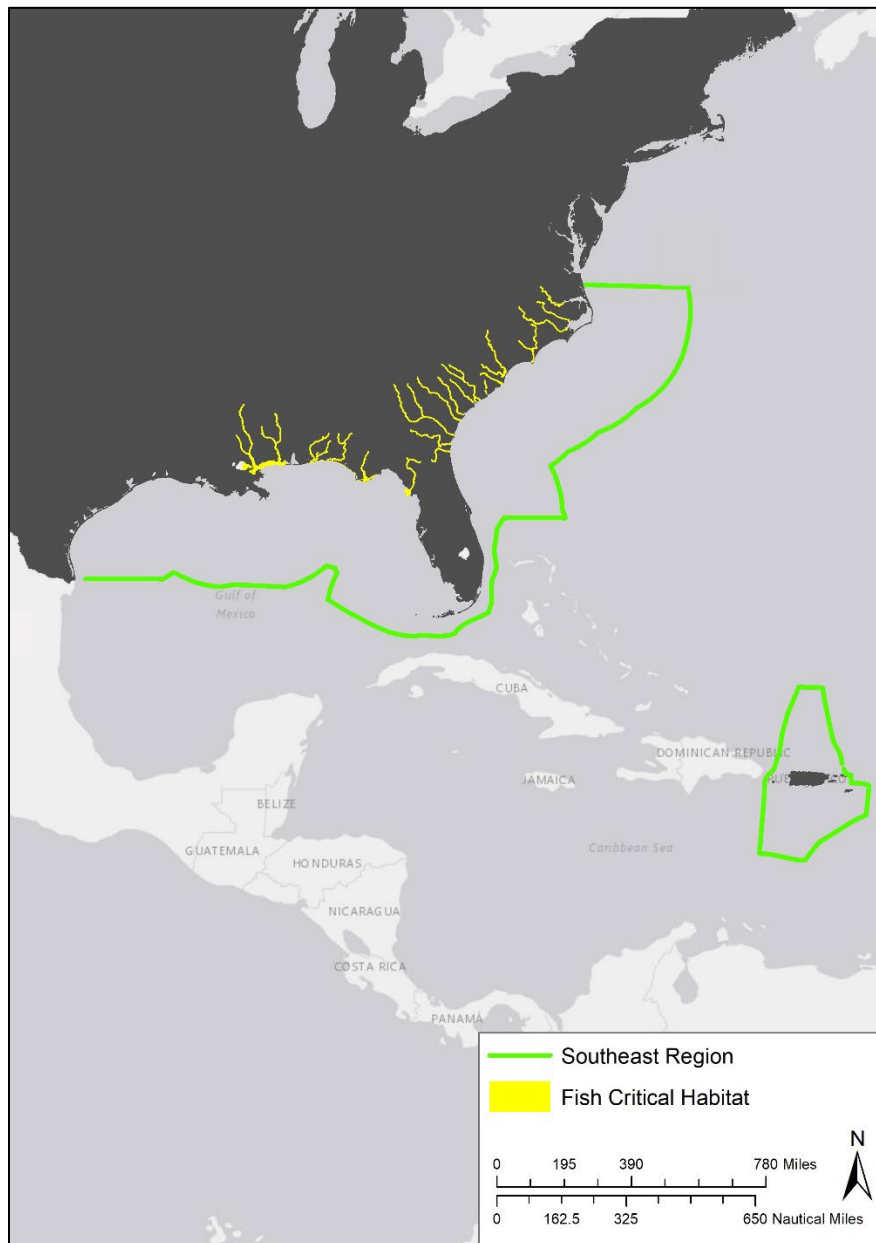 Gulf of
Mexico
CUBA
DOMINICAN REPUBLIC
JAMAICA
BELIZE
GUATEMALA
HONDURAS
Caribbean Sea
NICARAGUA
COSTA RICA
PANAMÁ
Southeast Region
Fish Critical Habitat
N
0 195 390 780 Miles
0 162.5 325 650 Nautical Miles